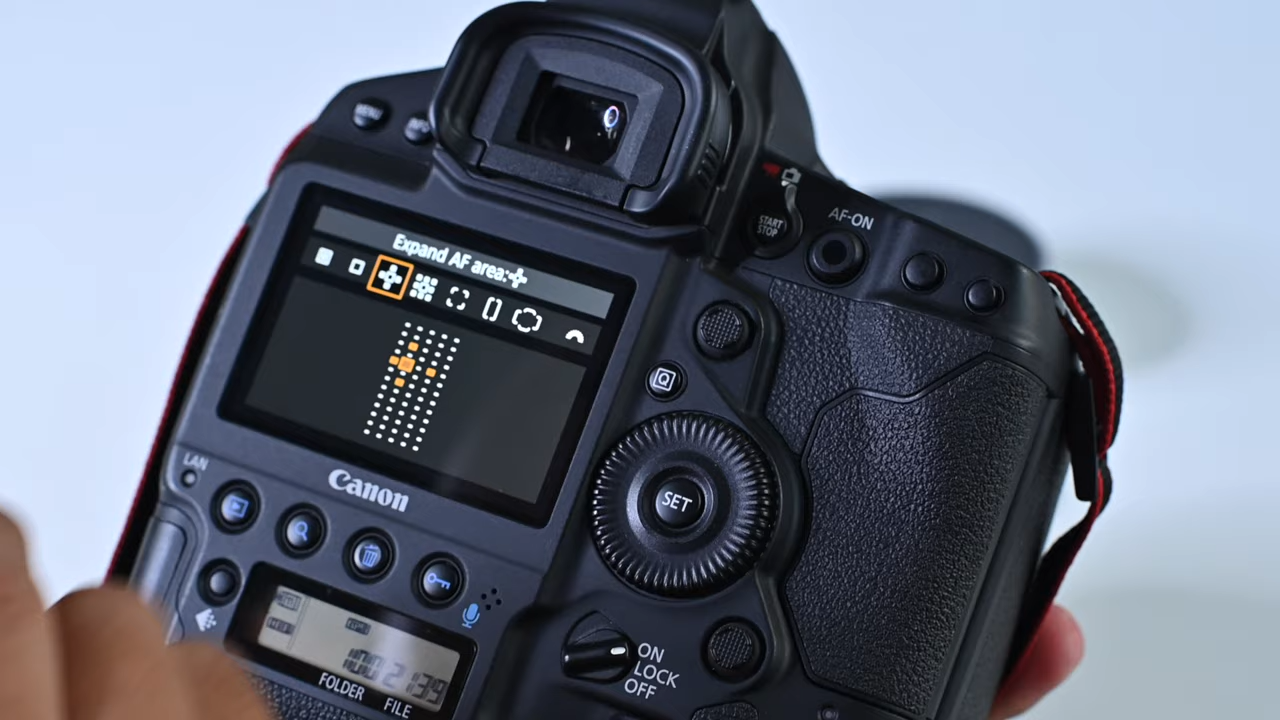 MENU
START
STOP
AF-ON
Expand AF area:
Q
LAN
Canon
SET
ON
LOCK
OFF
FOLDER
FILE